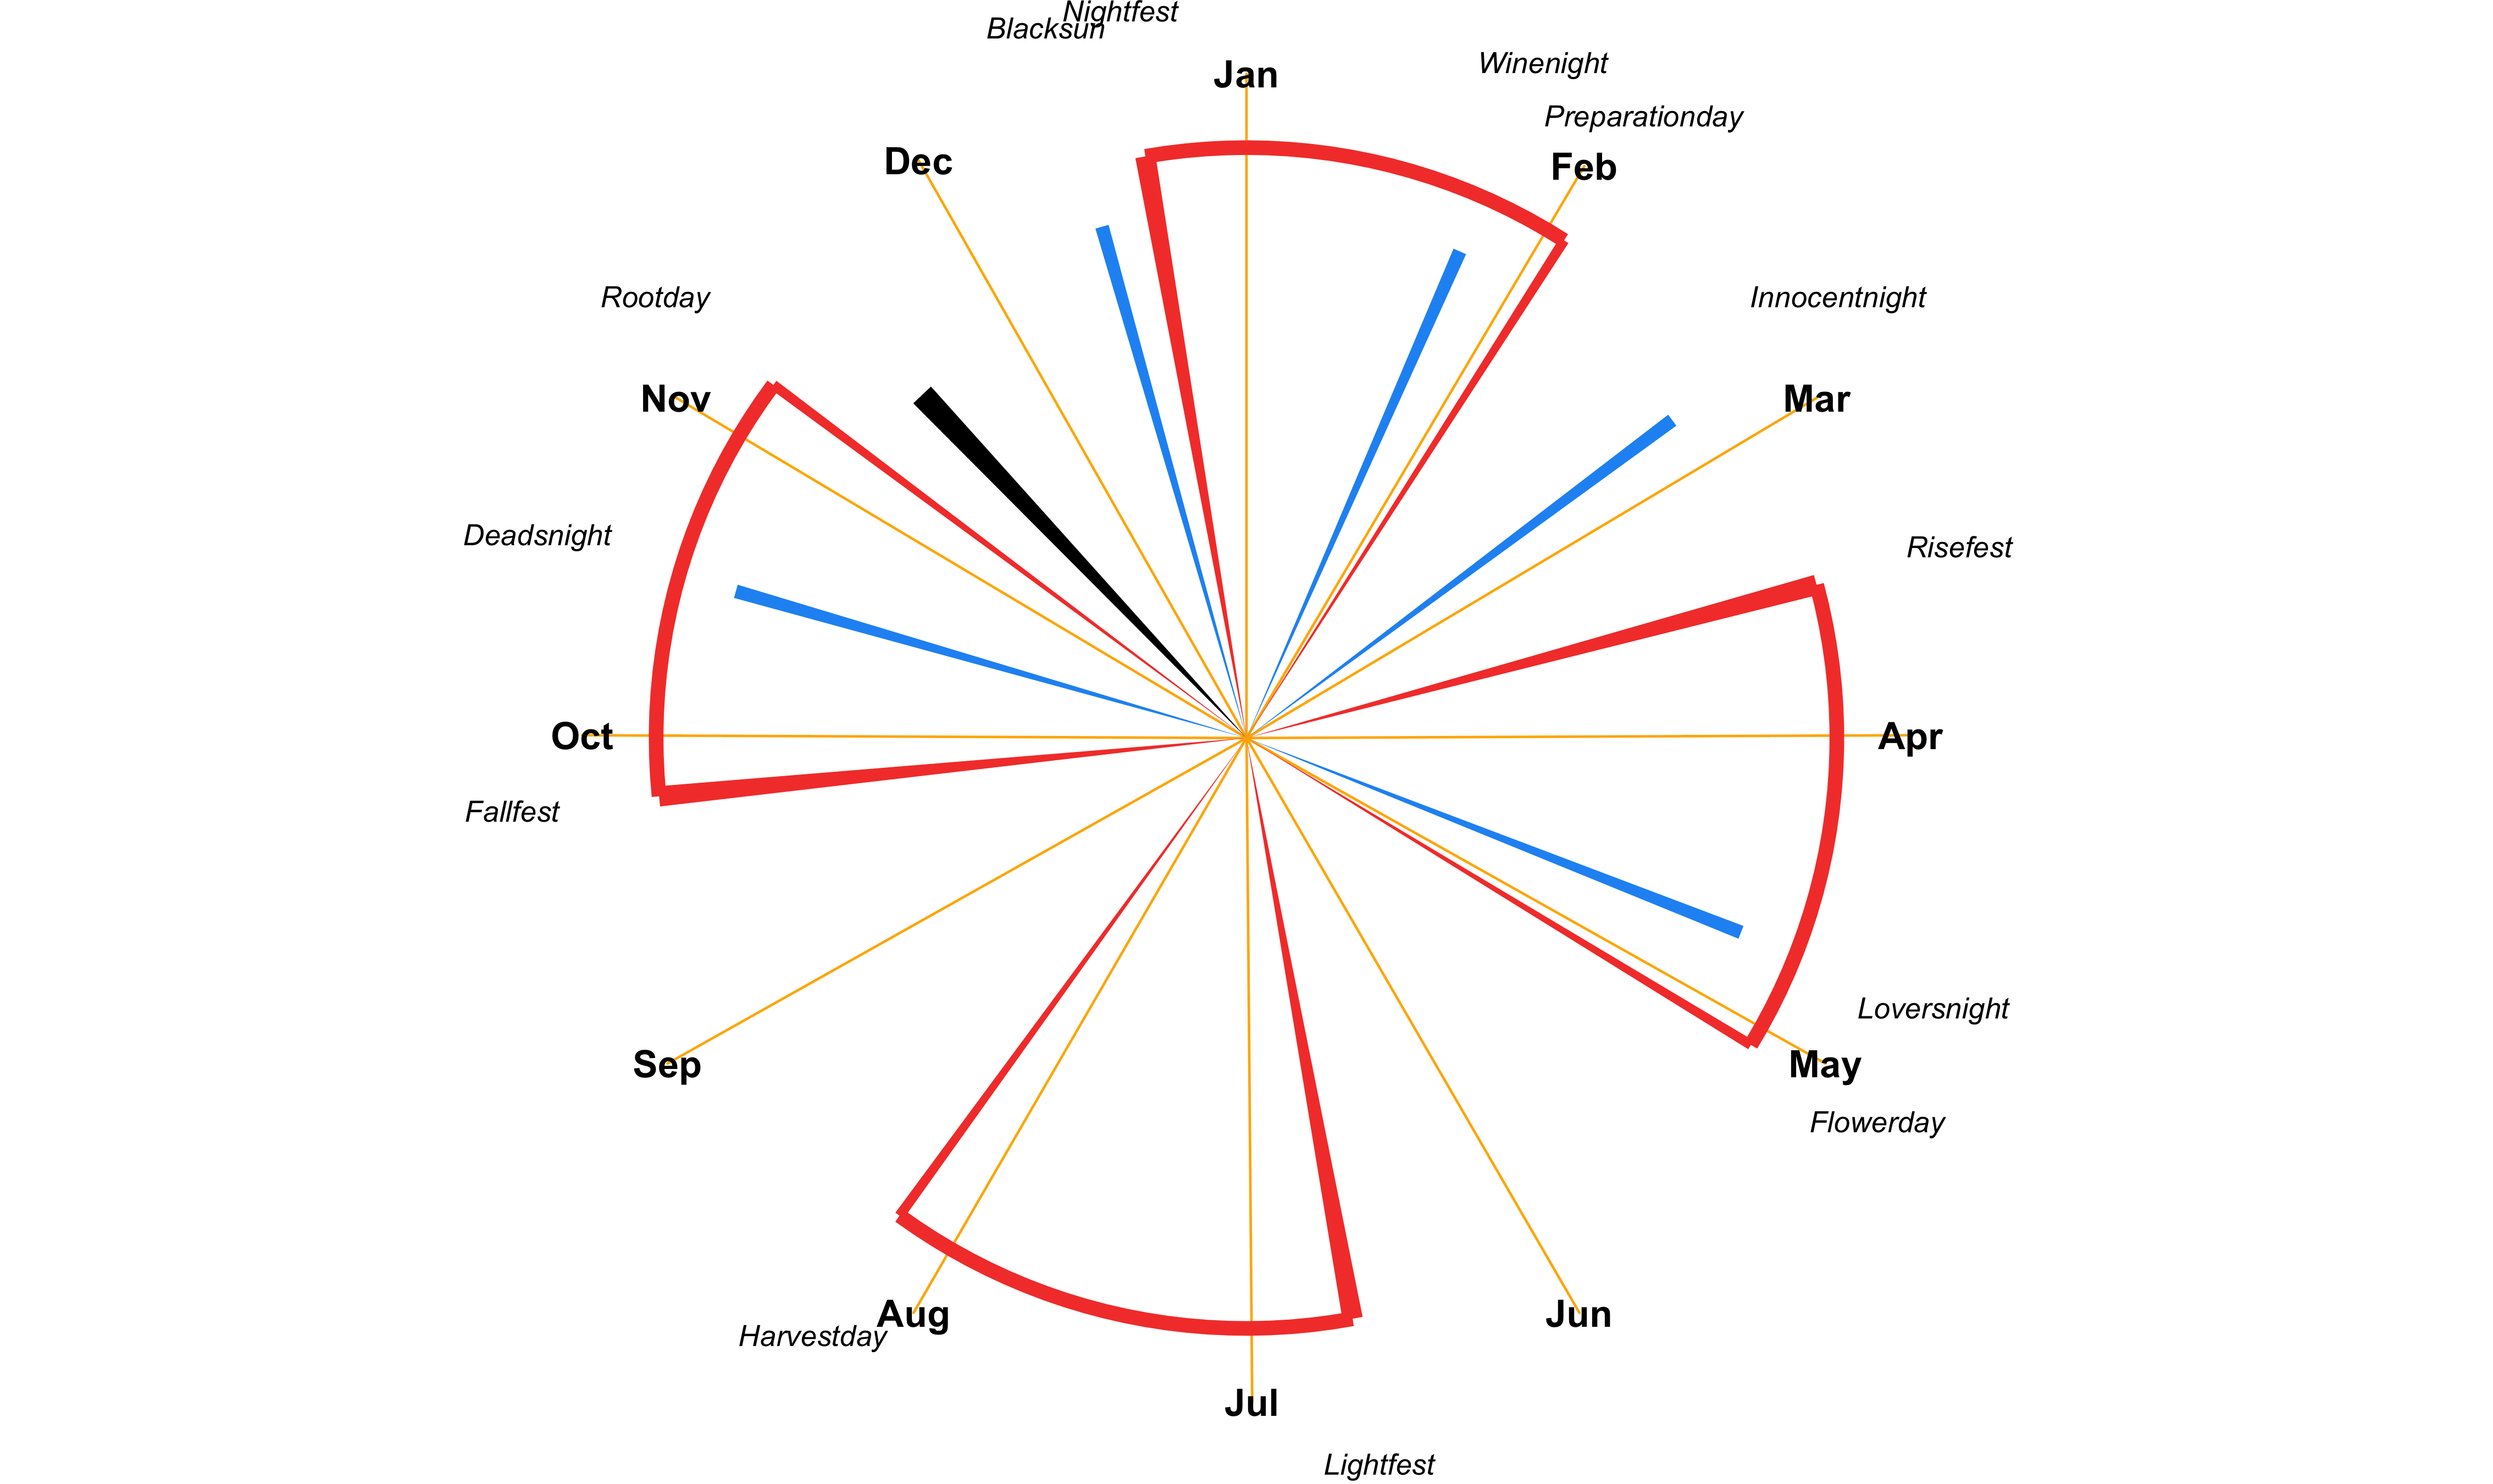 Nightfest
Blacksun
Jan
Winenight
Preparationday
Dec
Feb
Rootday
Innocentnight
Nov
Mar
Deadsnight
Risefest
Oct
Apr
Fallfest
Loversnight
Sep
May
Flowerday
Aug
Jun
Harvestday
Jul
Lightfest